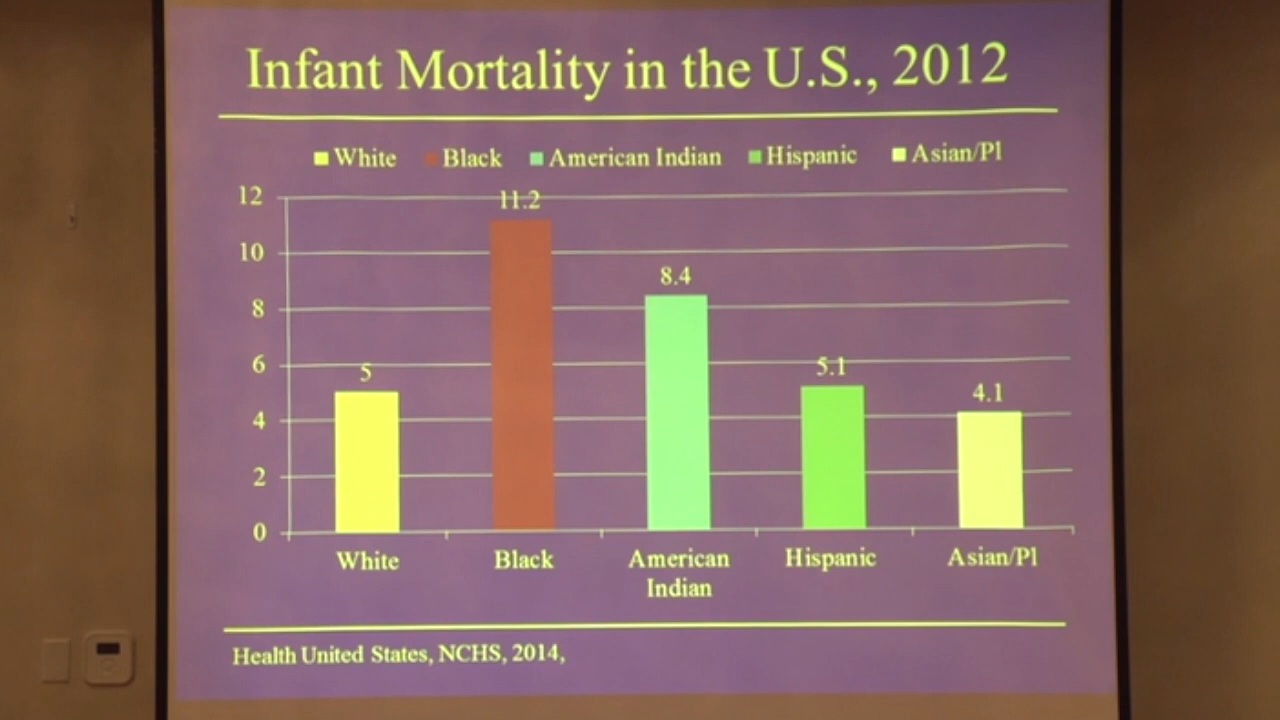 Infant Mortality in the U.S., 2012
White Black American Indian Hispanic Asian/Pl
12
10
8
6
4
2
0
5
11.2
8.4
5.1
4.1
White Black American Hispanic Asian/Pl
Indian
Health United States, NCHS, 2014,